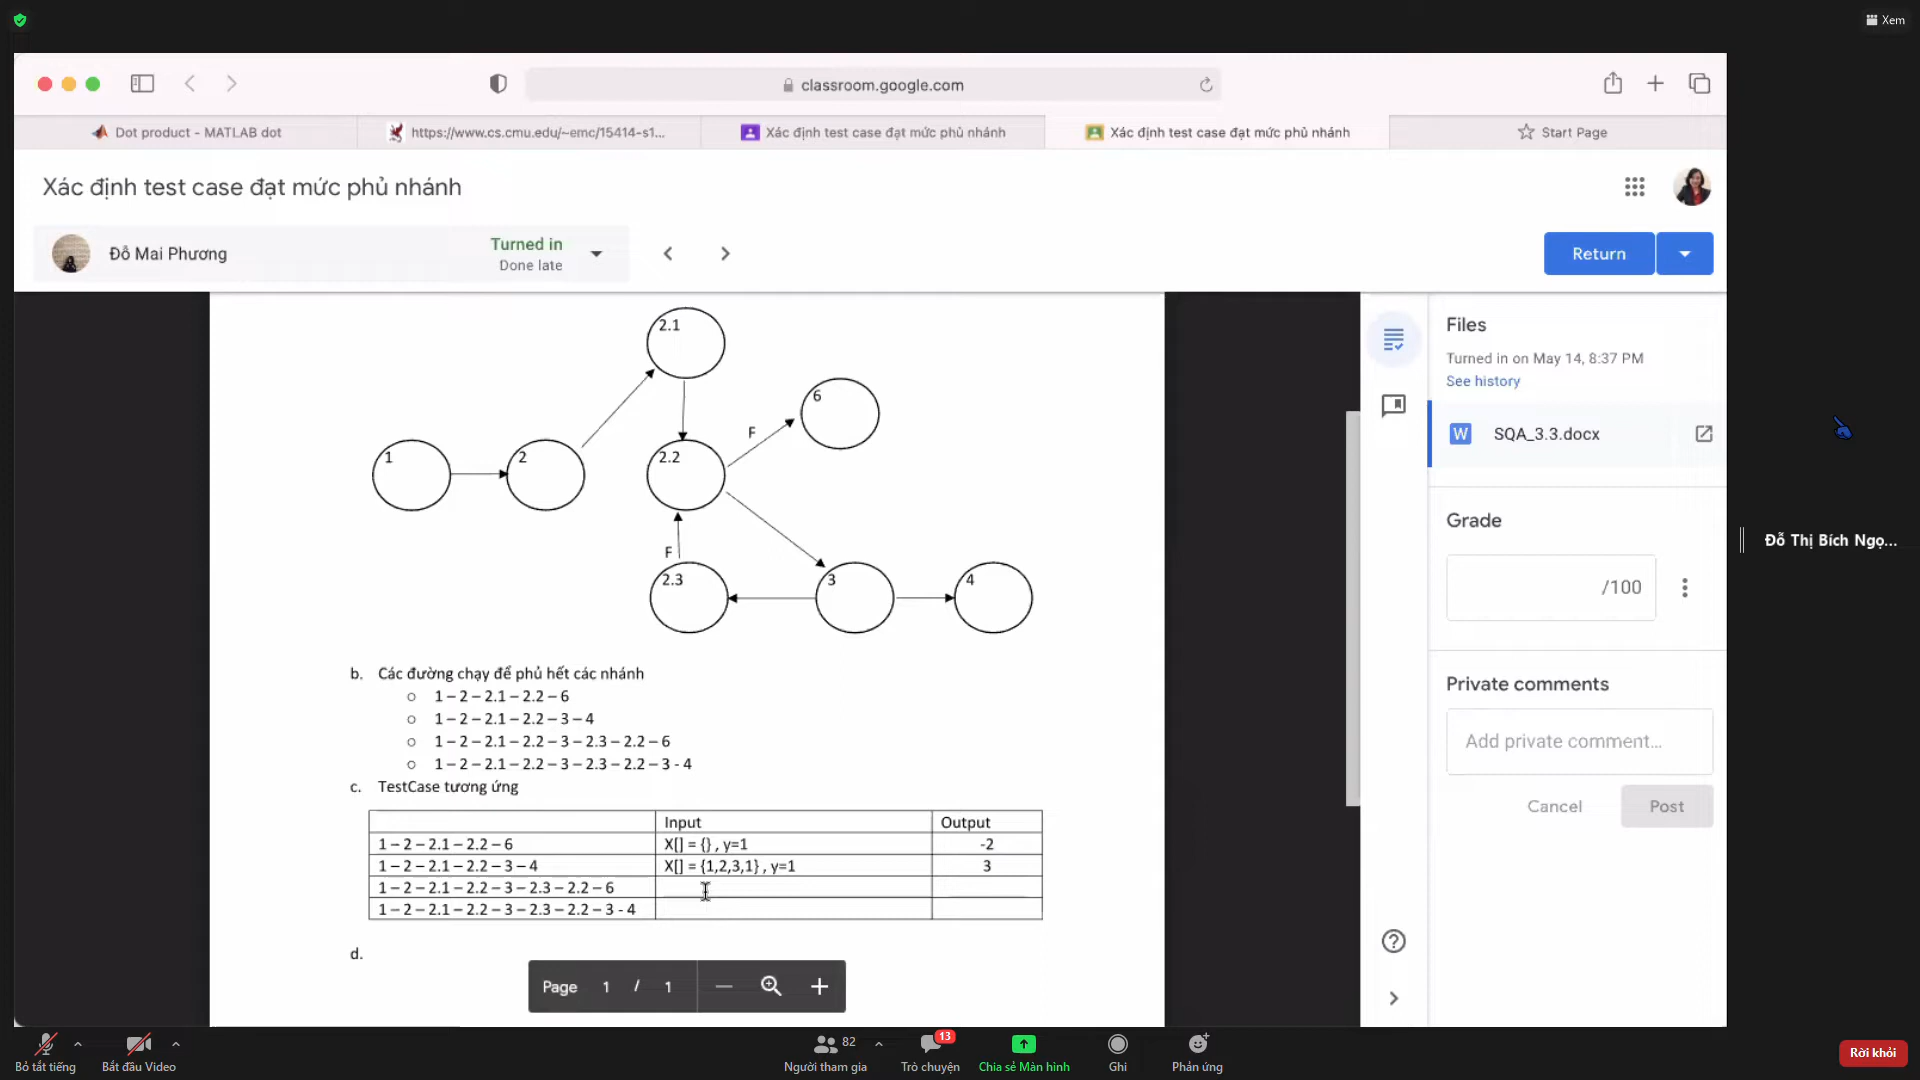 Xem
classroom.google.com
Dot product - MATLAB dot
https://www.cs.cmu.edu/~emc/15414-s1...
Xác định test case đạt mức phủ nhánh
Xác định test case đạt mức phủ nhánh
Start Page
Xác định test case đạt mức phủ nhánh
Đỗ Mai Phương
Turned in
Done late
Return
2.1
6
F
1
2
2.2
F
2.3
3
4
b. Các đường chạy để phủ hết các nhánh
o 1 – 2 – 2.1 – 2.2 – 6
o 1 – 2 – 2.1 – 2.2 – 3 – 4
o 1 – 2 – 2.1 – 2.2 – 3 – 2.3 – 2.2 – 6
o 1 – 2 – 2.1 – 2.2 – 3 – 2.3 – 2.2 – 3 - 4
c. TestCase tương ứng
Input Output
1 – 2 – 2.1 – 2.2 – 6 X[] = {} , y=1 -2
1 – 2 – 2.1 – 2.2 – 3 – 4 X[] = {1,2,3,1} , y=1 3
1 – 2 – 2.1 – 2.2 – 3 – 2.3 – 2.2 – 6
1 – 2 – 2.1 – 2.2 – 3 – 2.3 – 2.2 – 3 - 4
d.
Page 1 / 1
Files
Turned in on May 14, 8:37 PM
See history
W SQA_3.3.docx
Grade
/100
Private comments
Add private comment...
Cancel Post
Đỗ Thị Bích Ngọ...
Bỏ tắt tiếng
Bắt đầu Video
82
Người tham gia
13
Trò chuyện
Chia sẻ Màn hình
Ghi
Phản ứng
Rời khỏi